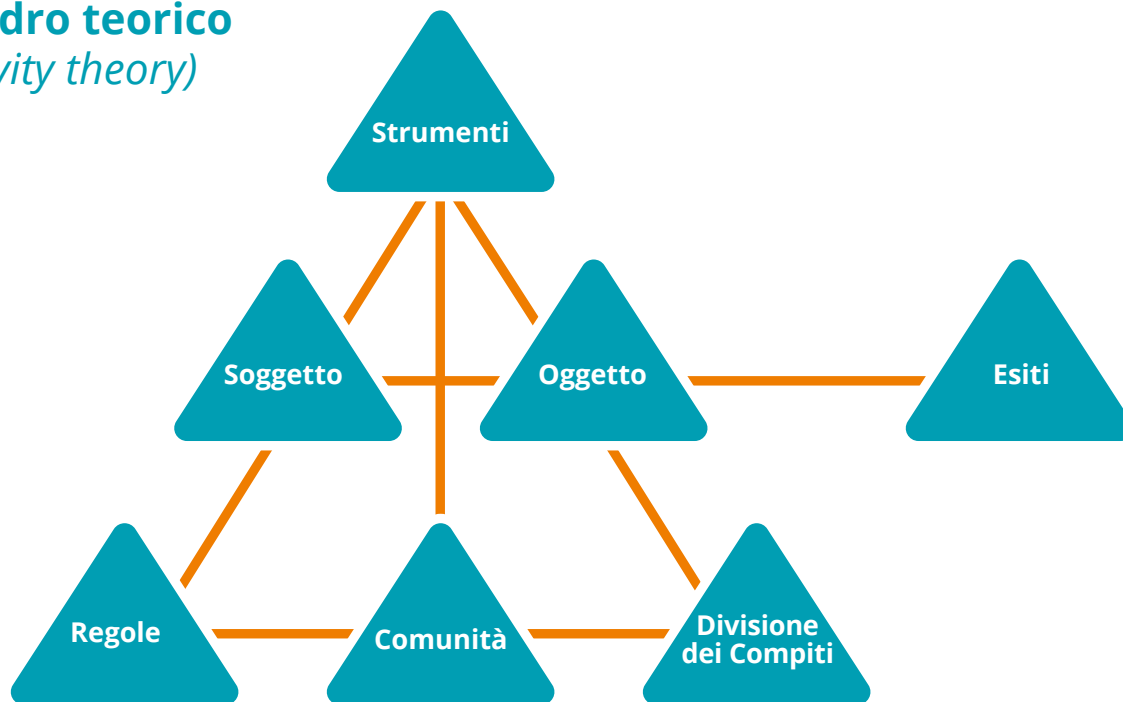 dro teorico
vity theory)
Strumenti
Soggetto
Oggetto
Esiti
Regole
Comunità
Divisione
dei Compiti